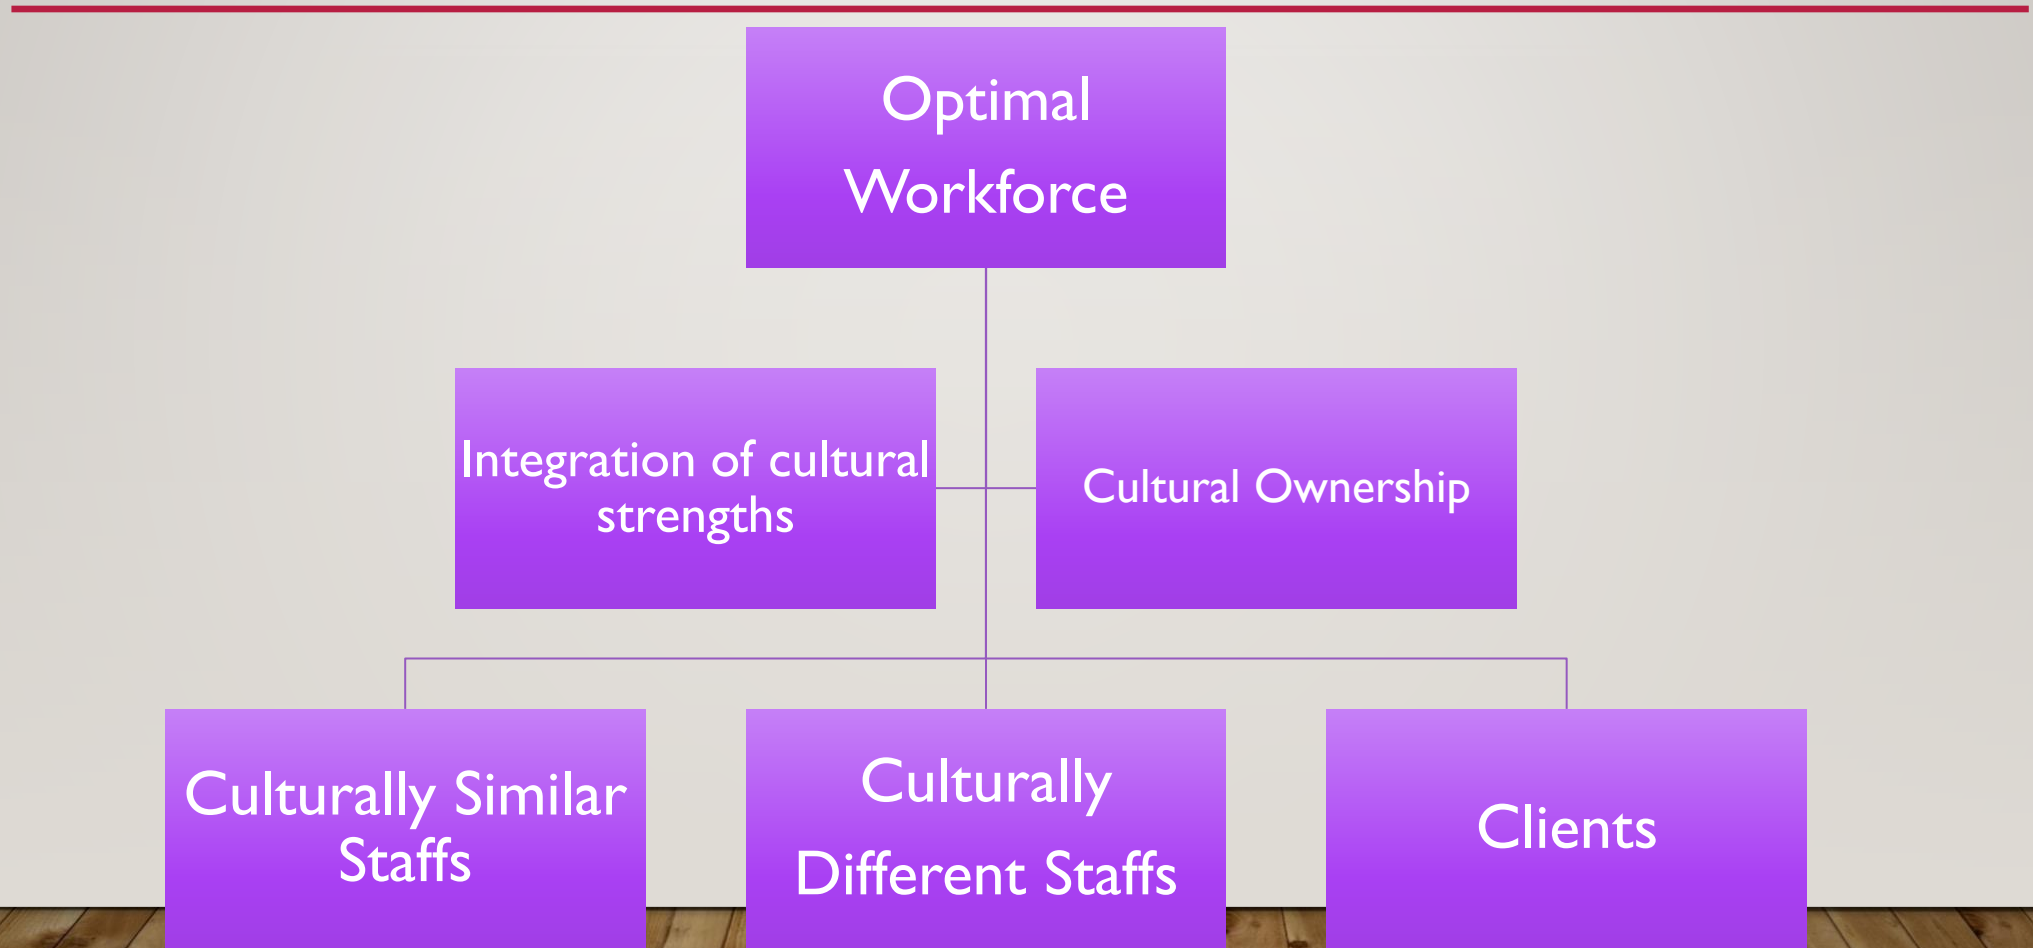 Optimal
Workforce
Integration of cultural
strengths
Cultural Ownership
Culturally Similar
Staffs
Culturally
Different Staffs
Clients